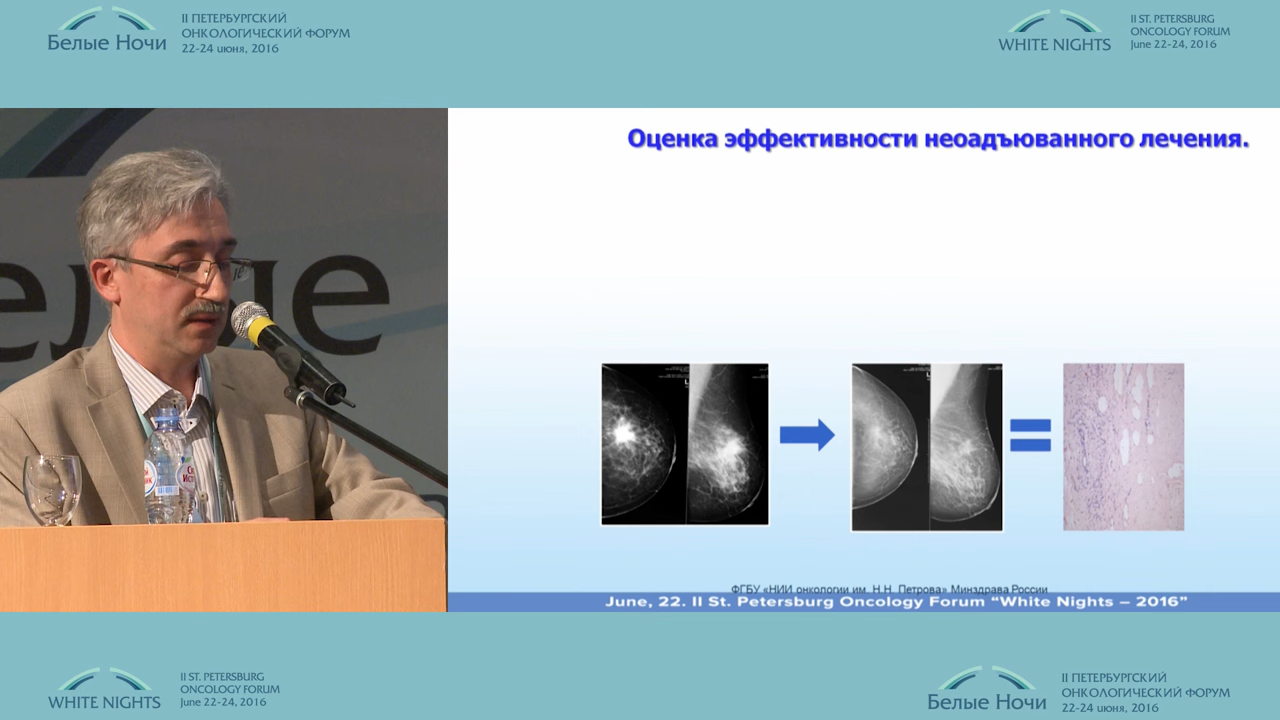 II ПЕТЕРБУРГСКИЙ
ОНКОЛОГИЧЕСКИЙ ФОРУМ
22-24 июня, 2016
Белые Ночи
II ST. PETERSBURG
ONCOLOGY FORUM
June 22-24, 2016
WHITE NIGHTS
Оценка эффективности неоадъюванного лечения.
ФГБУ «НИИ онкологии им. Н.Н. Петрова» Минздрава России
June, 22. II St. Petersburg Oncology Forum “White Nights – 2016”
II ST. PETERSBURG
ONCOLOGY FORUM
June 22-24, 2016
WHITE NIGHTS
II ПЕТЕРБУРГСКИЙ
ОНКОЛОГИЧЕСКИЙ ФОРУМ
22-24 июня, 2016
Белые Ночи